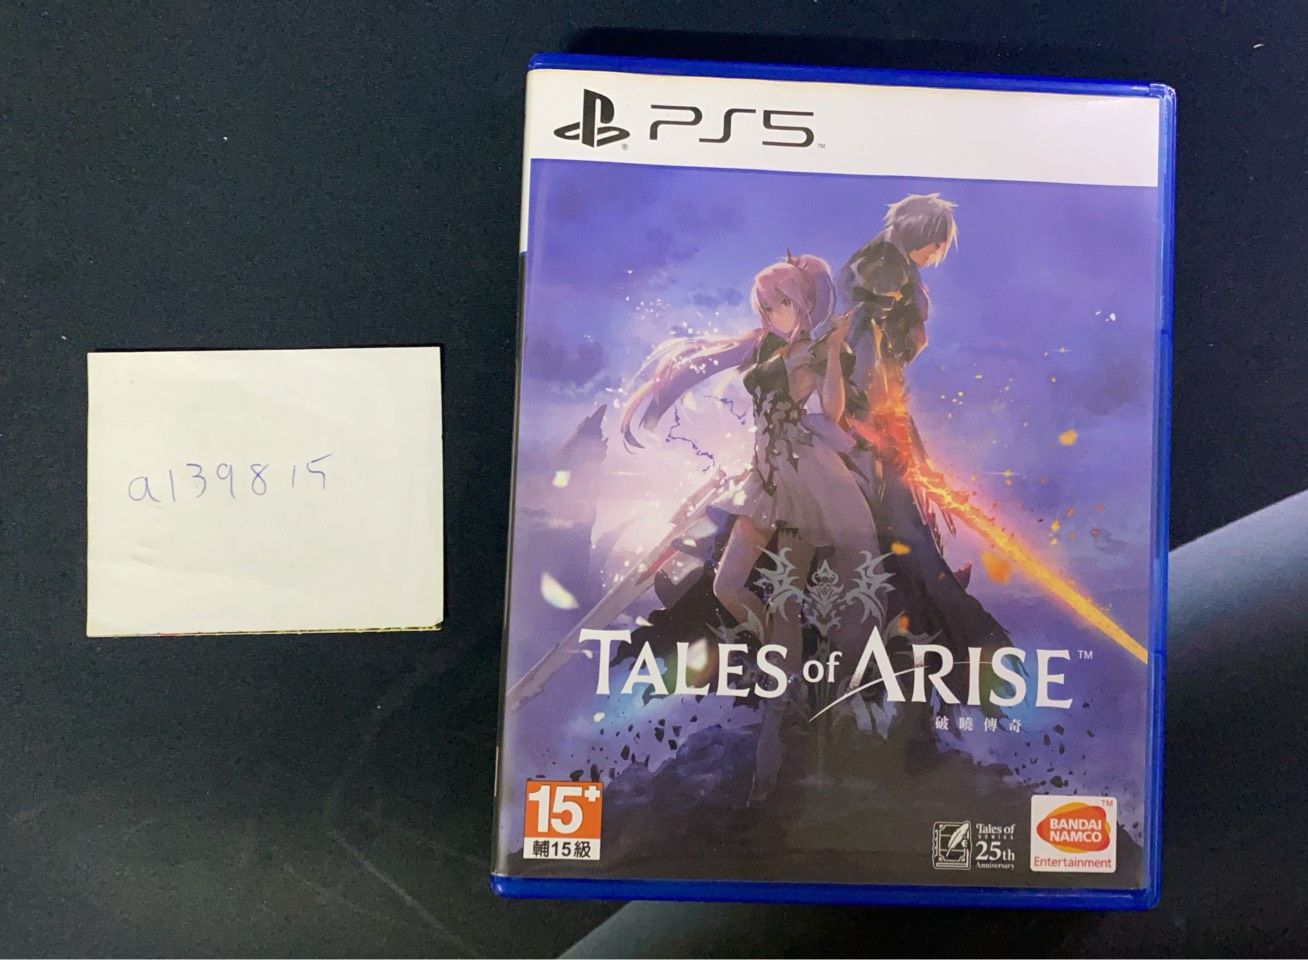 a139815
PS5
TALES of ARISE™
破曉傳奇
15+
輔15級
Tales of
SERIES
25th
Anniversary
BANDAI
NAMCO
Entertainment